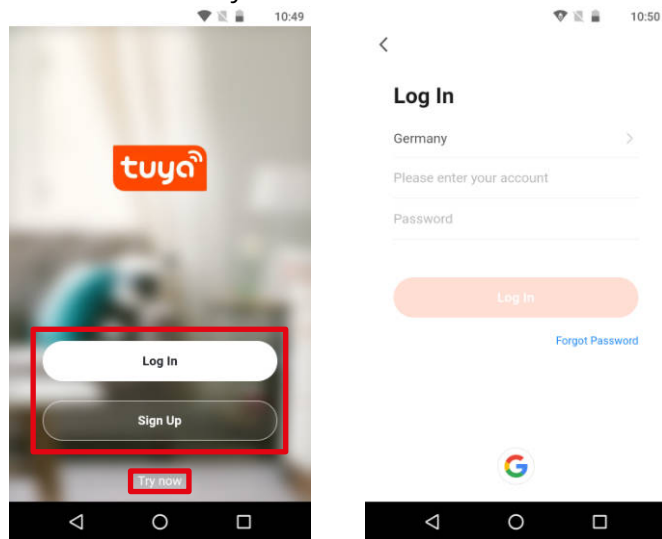 10:49
tuya
Log In
Sign Up
Try now
10:50
Log In
Germany
Please enter your account
Password
Log In
Forgot Password
G